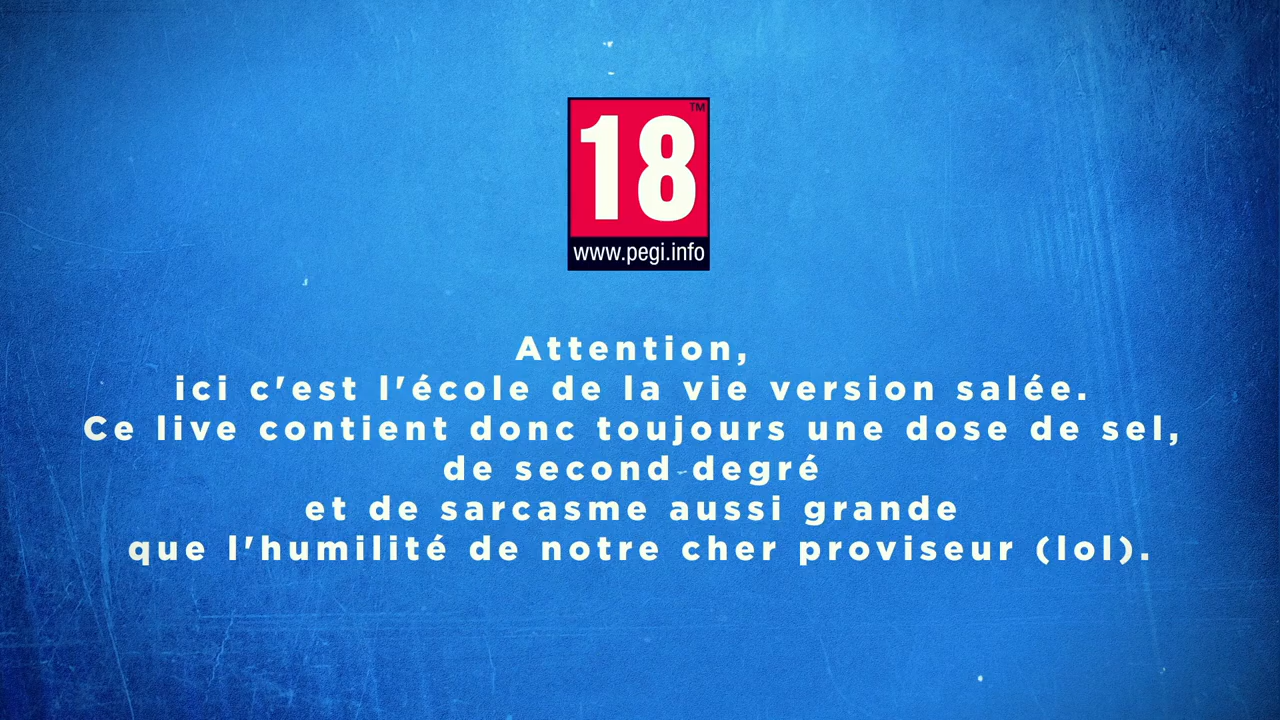 TM
18
www.pegi.info
Attention,
ici c'est l'école de la vie version salée.
Ce live contient donc toujours une dose de sel,
de second degré
et de sarcasme aussi grande
que l'humilité de notre cher proviseur (lol).